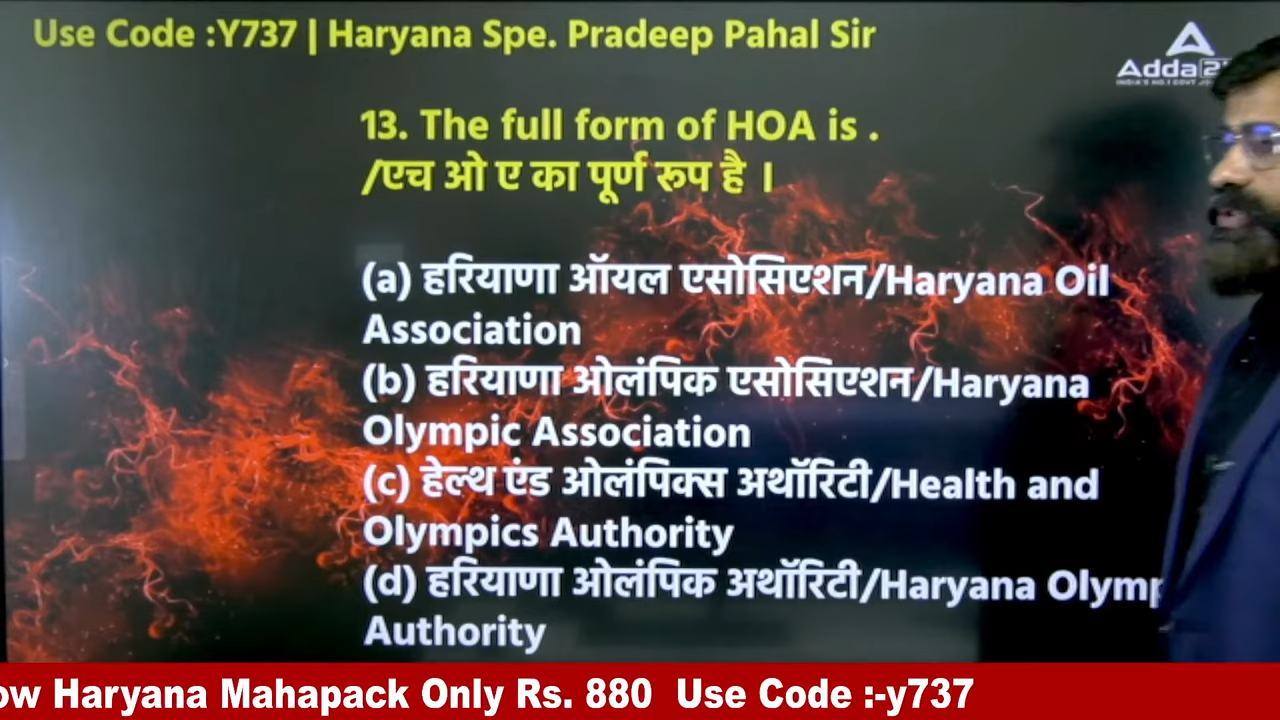 Use Code :Y737 | Haryana Spe. Pradeep Pahal Sir
Adda
13. The full form of HOA is .
/एच ओ ए का पूर्ण रूप है ।
(a) हरियाणा ऑयल एसोसिएशन/Haryana Oil
Association
(b) हरियाणा ओलंपिक एसोसिएशन/Haryana
Olympic Association
(c) हेल्थ एंड ओलंपिक्स अथॉरिटी/Health and
Olympics Authority
(d) हरियाणा ओलंपिक अथॉरिटी/Haryana
Authority
Haryana Mahapack Only Rs. 880 Use Code :-y737